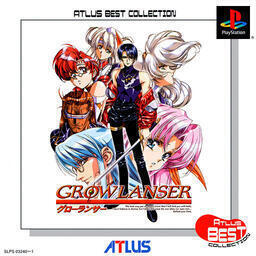 ATLUS BEST COLLECTION
PlayStation
GROWLANSER
グローランサー
ATLUS
BEST
COLLECTION
SLPS 03240~1
ATLUS